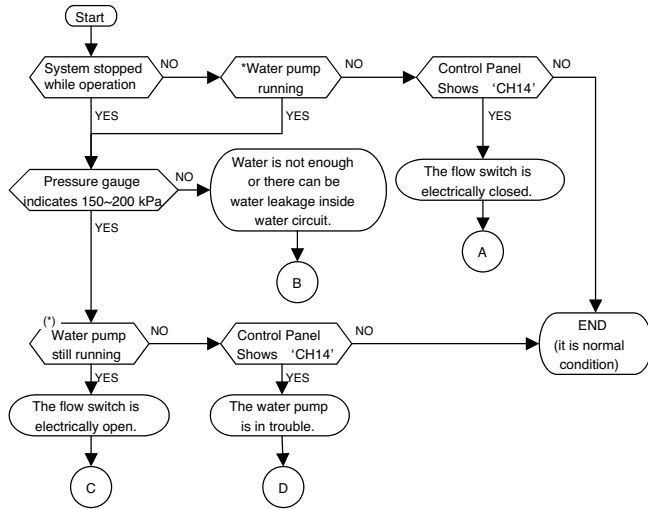 Start
System stopped
while operation
NO
*Water pump
running
NO
Control Panel
Shows 'CH14'
NO
YES
YES
YES
Pressure gauge
indicates 150~200 kPa
NO
Water is not enough
or there can be
water leakage inside
water circuit.
The flow switch is
electrically closed.
YES
B
A
(*)
Water pump
still running
NO
Control Panel
Shows 'CH14'
NO
END
(it is normal
condition)
YES
YES
The flow switch is
electrically open.
The water pump
is in trouble.
C
D